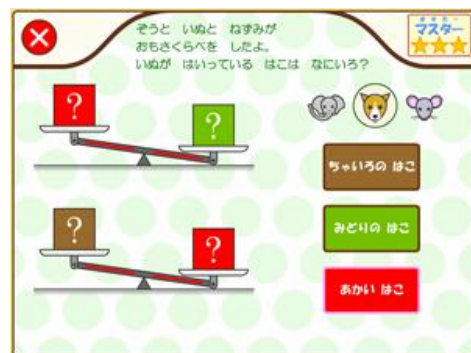 ぞうと いぬと ねずみが
おもさくらべを したよ。
いぬが はいっている はこは なにいろ?
マスター
?
?
ちゃいろの はこ
?
?
みどりの はこ
あかい はこ